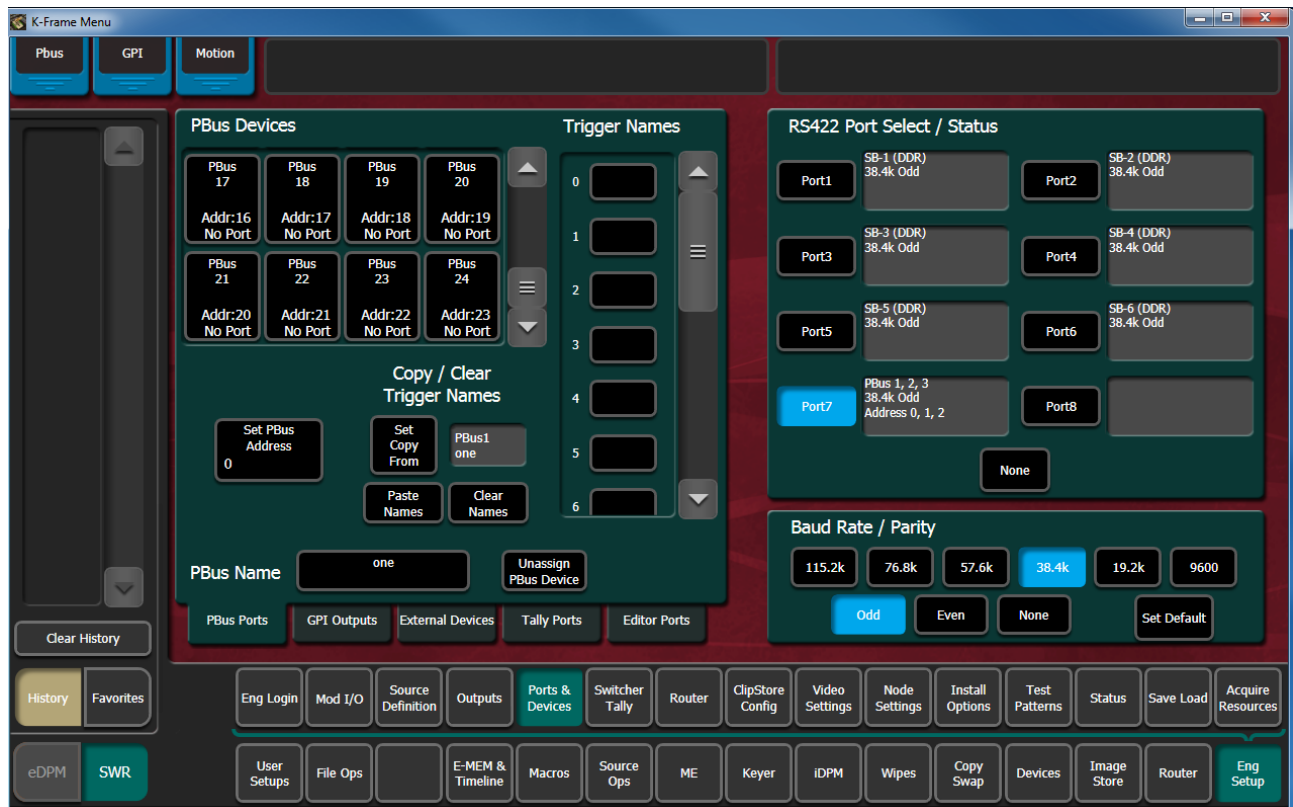 K-Frame Menu
Pbus
GPI
Motion
PBus Devices
Trigger Names
PBus
17
Addr:16
No Port
PBus
18
Addr:17
No Port
PBus
19
Addr:18
No Port
PBus
20
Addr:19
No Port
PBus
21
Addr:20
No Port
PBus
22
Addr:21
No Port
PBus
23
Addr:22
No Port
PBus
24
Addr:23
No Port
0
1
2
3
4
5
6
Copy / Clear
Trigger Names
Set PBus
Address
0
Set
Copy
From
PBus1
one
Paste
Names
Clear
Names
PBus Name
one
Unassign
PBus Device
PBus Ports
GPI Outputs
External Devices
Tally Ports
Editor Ports
RS422 Port Select / Status
Port1
SB-1 (DDR)
38.4k Odd
Port2
SB-2 (DDR)
38.4k Odd
Port3
SB-3 (DDR)
38.4k Odd
Port4
SB-4 (DDR)
38.4k Odd
Port5
SB-5 (DDR)
38.4k Odd
Port6
SB-6 (DDR)
38.4k Odd
Port7
PBus 1, 2, 3
38.4k Odd
Address 0, 1, 2
Port8
None
Baud Rate / Parity
115.2k
76.8k
57.6k
38.4k
19.2k
9600
Odd
Even
None
Set Default
Clear History
History
Favorites
Eng Login
Mod I/O
Source
Definition
Outputs
Ports &
Devices
Switcher
Tally
Router
ClipStore
Config
Video
Settings
Node
Settings
Install
Options
Test
Patterns
Status
Save Load
Acquire
Resources
eDPM
SWR
User
Setups
File Ops
E-MEM &
Timeline
Macros
Source
Ops
ME
Keyer
iDPM
Wipes
Copy
Swap
Devices
Image
Store
Router
Eng
Setup